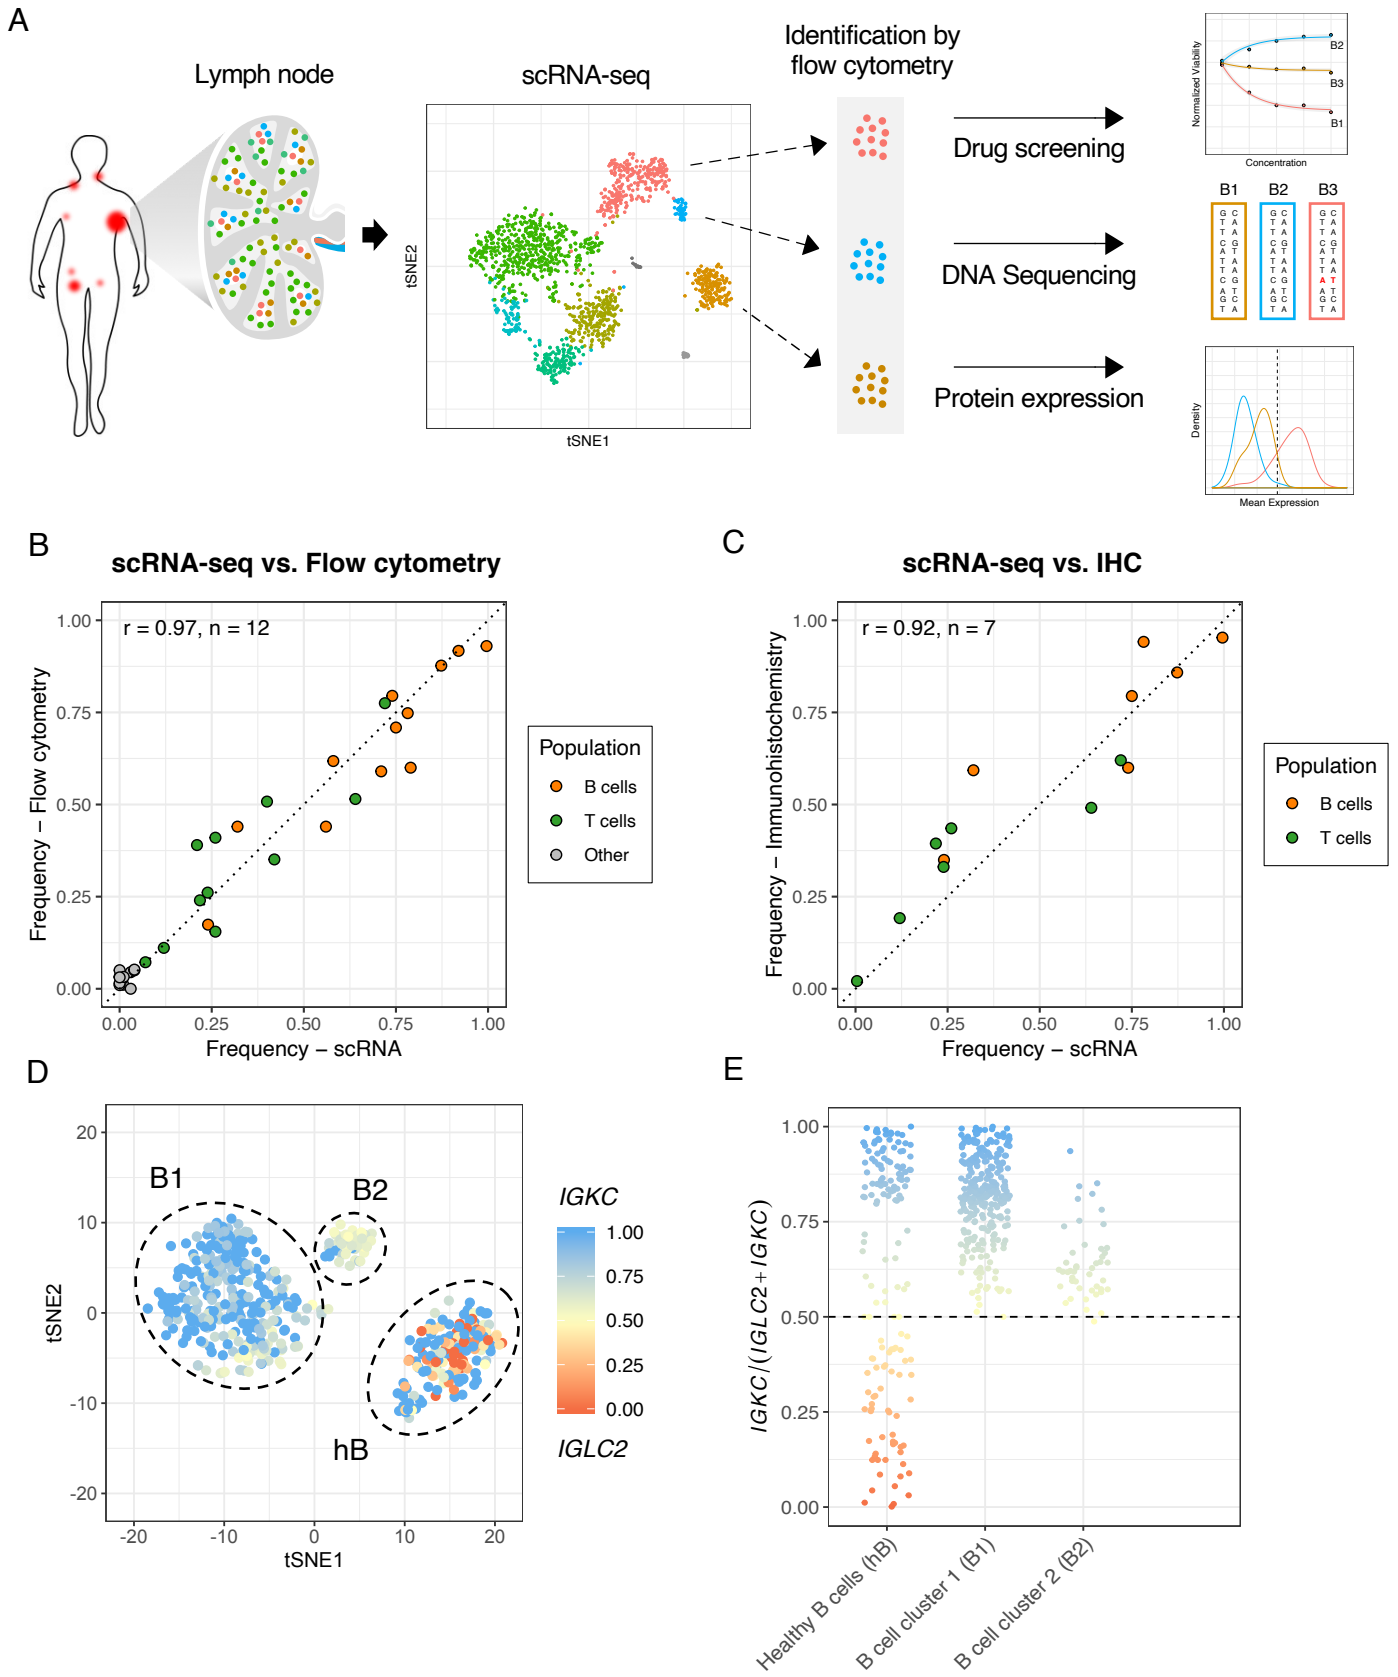 A
Lymph node
scRNA-seq
Identification by
flow cytometry
tSNE2
tSNE1
Drug screening
DNA Sequencing
Protein expression
Normalized Viability
B2
B3
B1
Concentration
B1 B2 B3
G C G C G C
T A T A T A
T A T A T A
C G C G C G
A T A T A T
T A T A T A
T A T A T A
C G C G A T
A T A T A T
G C G C G C
T A T A T A
Density
Mean Expression
B
scRNA-seq vs. Flow cytometry
r = 0.97, n = 12
Frequency − Flow cytometry
1.00
0.75
0.50
0.25
0.00
0.00 0.25 0.50 0.75 1.00
Frequency − scRNA
Population
B cells
T cells
Other
C
scRNA-seq vs. IHC
r = 0.92, n = 7
Frequency − Immunohistochemistry
1.00
0.75
0.50
0.25
0.00
0.00 0.25 0.50 0.75 1.00
Frequency − scRNA
Population
B cells
T cells
D
tSNE2
20
10
0
-10
-20
-20 -10 0 10 20
tSNE1
B1
B2
hB
IGKC
1.00
0.75
0.50
0.25
0.00
IGLC2
E
IGKC/(IGLC2+IGKC)
1.00
0.75
0.50
0.25
0.00
Healthy B cells (hB)
B cell cluster 1 (B1)
B cell cluster 2 (B2)